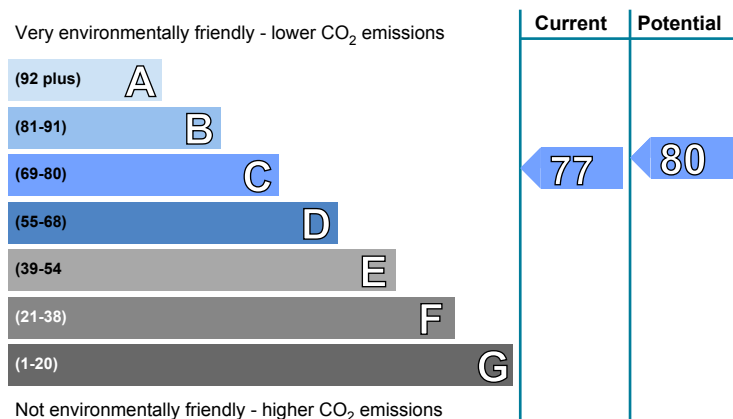 Current Potential
Very environmentally friendly - lower CO₂ emissions
(92 plus) A
(81-91) B
(69-80) C 77 80
(55-68) D
(39-54 E
(21-38) F
(1-20) G
Not environmentally friendly - higher CO₂ emissions